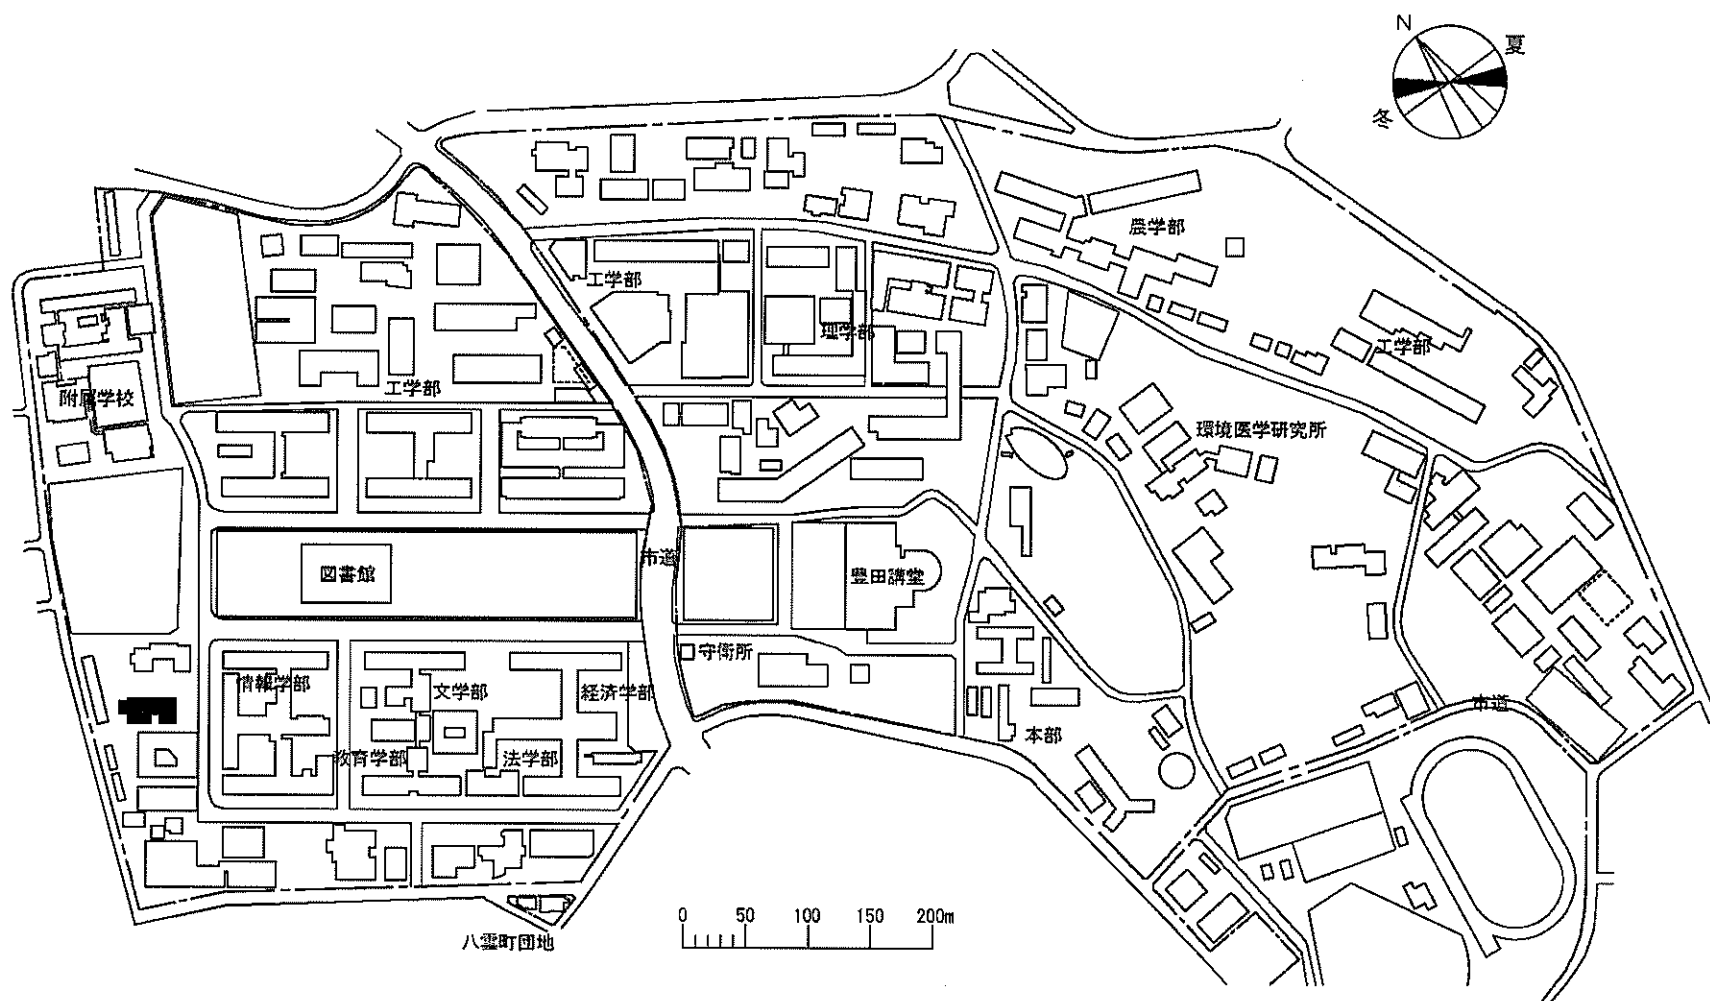 N
夏
冬
農学部
工学部
理学部
工学部
工学部
附属学校
環境医学研究所
市道
図書館
豊田講堂
守衛所
情報学部
文学部
経済学部
市道
本部
教育学部
法学部
0 50 100 150 200m
八雲町団地